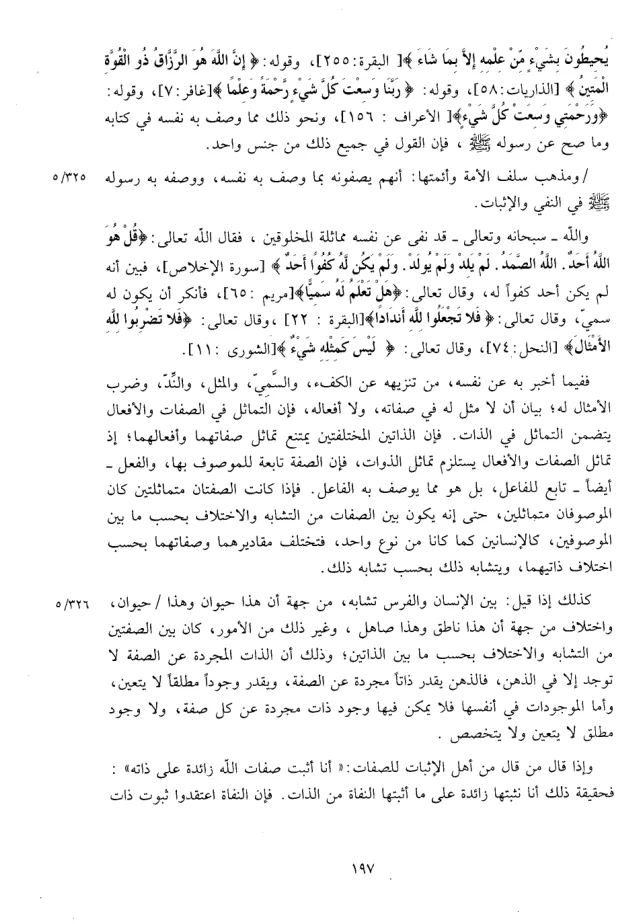 يُحيطُونَ بِشَيْءٍ مِّنْ عِلْمِهِ إِلاَّ بِمَا شَاءَ ﴾[ البقرة:٢٥٥]، وقوله:﴿ إِنَّ اللَّهَ هُوَ الرَّزَّاقُ ذُو الْقُوَّةِ
الْمَتِينُ ﴾ [الذاريات:٥٨]، وقوله: ﴿ رَبَّنَا وَسِعْتَ كُلَّ شَيْءٍ رَّحْمَةً وَعِلْمًا ﴾[غافر:٧]، وقوله:
﴿وَرَحْمَتِي وَسِعَتْ كُلَّ شَيْءٍ﴾[ الأعراف : ١٥٦]، ونحو ذلك مما وصف به نفسه في كتابه
وما صح عن رسوله ﷺ ، فإن القول في جميع ذلك من جنس واحد.
٥/٣٢٥ / ومذهب سلف الأمة وأئمتها: أنهم يصفونه بما وصف به نفسه، ووصفه به رسوله
ﷺ في النفي والإثبات.
والله ـ سبحانه وتعالى ـ قد نفى عن نفسه مماثلة المخلوقين ، فقال الله تعالى:﴿قُلْ هُوَ
اللَّهُ أَحَدٌ. اللَّهُ الصَّمَدُ. لَمْ يَلِدْ وَلَمْ يُولَدْ. وَلَمْ يَكُن لَّهُ كُفُوًا أَحَدٌ ﴾ [سورة الإخلاص]، فبين أنه
لم يكن أحد كفواً له، وقال تعالى:﴿هَلْ تَعْلَمُ لَهُ سَمِيًّا﴾[مريم :٦٥]، فأنكر أن يكون له
سميّ، وقال تعالى:﴿ فَلا تَجْعَلُوا لِلَّهِ أَندَادًا﴾[البقرة : ٢٢] ،وقال تعالى: ﴿فَلا تَضْرِبُوا لِلَّهِ
الأَمْثَالَ﴾ [النحل:٧٤]، وقال تعالى: ﴿ لَيْسَ كَمِثْلِهِ شَيْءٌ ﴾[الشورى :١١].
ففيما أخبر به عن نفسه، من تنزيهه عن الكفء، والسَّمِيِّ، والمثل، والنِّدِّ، وضرب
الأمثال له؛ بيان أن لا مثل له في صفاته، ولا أفعاله، فإن التماثل في الصفات والأفعال
يتضمن التماثل في الذات. فإن الذاتين المختلفتين يمتنع تماثل صفاتهما وأفعالهما؛ إذ
تماثل الصفات والأفعال يستلزم تماثل الذوات، فإن الصفة تابعة للموصوف بها، والفعل ـ
أيضاً ـ تابع للفاعل، بل هو مما يوصف به الفاعل. فإذا كانت الصفتان متماثلتين كان
الموصوفان متماثلين، حتى إنه يكون بين الصفات من التشابه والاختلاف بحسب ما بين
الموصوفين، كالإنسانين كما كانا من نوع واحد، فتختلف مقاديرهما وصفاتهما بحسب
اختلاف ذاتيهما، ويتشابه ذلك بحسب تشابه ذلك.
٥/٣٢٦ كذلك إذا قيل: بين الإنسان والفرس تشابه، من جهة أن هذا حيوان وهذا / حيوان،
واختلاف من جهة أن هذا ناطق وهذا صاهل ، وغير ذلك من الأمور، كان بين الصفتين
من التشابه والاختلاف بحسب ما بين الذاتين؛ وذلك أن الذات المجردة عن الصفة لا
توجد إلا في الذهن، فالذهن يقدر ذاتاً مجردة عن الصفة، ويقدر وجوداً مطلقاً لا يتعين،
وأما الموجودات في أنفسها فلا يمكن فيها وجود ذات مجردة عن كل صفة، ولا وجود
مطلق لا يتعين ولا يتخصص .
وإذا قال من قال من أهل الإثبات للصفات:« أنا أثبت صفات الله زائدة على ذاته» :
فحقيقة ذلك أنا نثبتها زائدة على ما أثبتها النفاة من الذات. فإن النفاة اعتقدوا ثبوت ذات
١٩٧